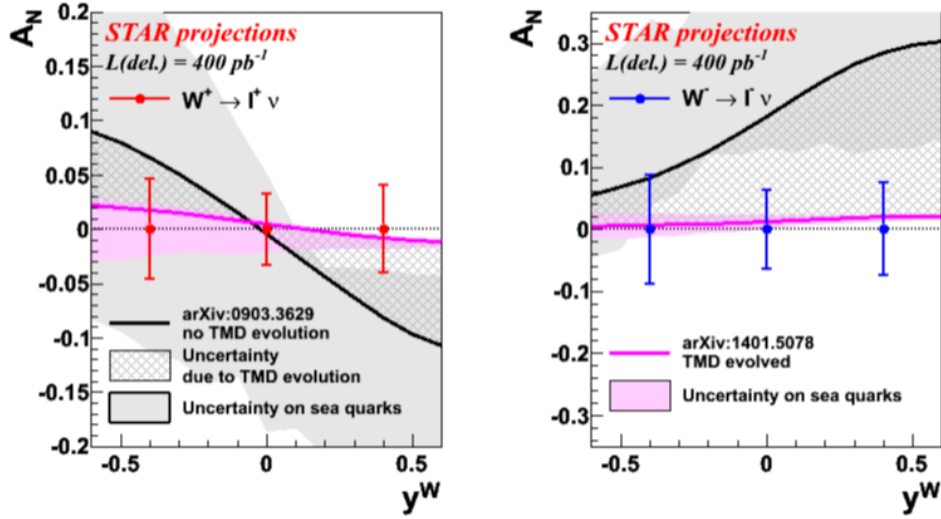 A_N
0.2
0.15
0.1
0.05
0
-0.05
-0.1
-0.15
-0.2
STAR projections
L(del.) = 400 pb⁻¹
W⁺ → l⁺ ν
arXiv:0903.3629
no TMD evolution
Uncertainty
due to TMD evolution
Uncertainty on sea quarks
-0.5
0
0.5
y^W
A_N
0.3
0.2
0.1
0
-0.1
-0.2
-0.3
STAR projections
L(del.) = 400 pb⁻¹
W⁻ → l⁻ ν
arXiv:1401.5078
TMD evolved
Uncertainty on sea quarks
-0.5
0
0.5
y^W